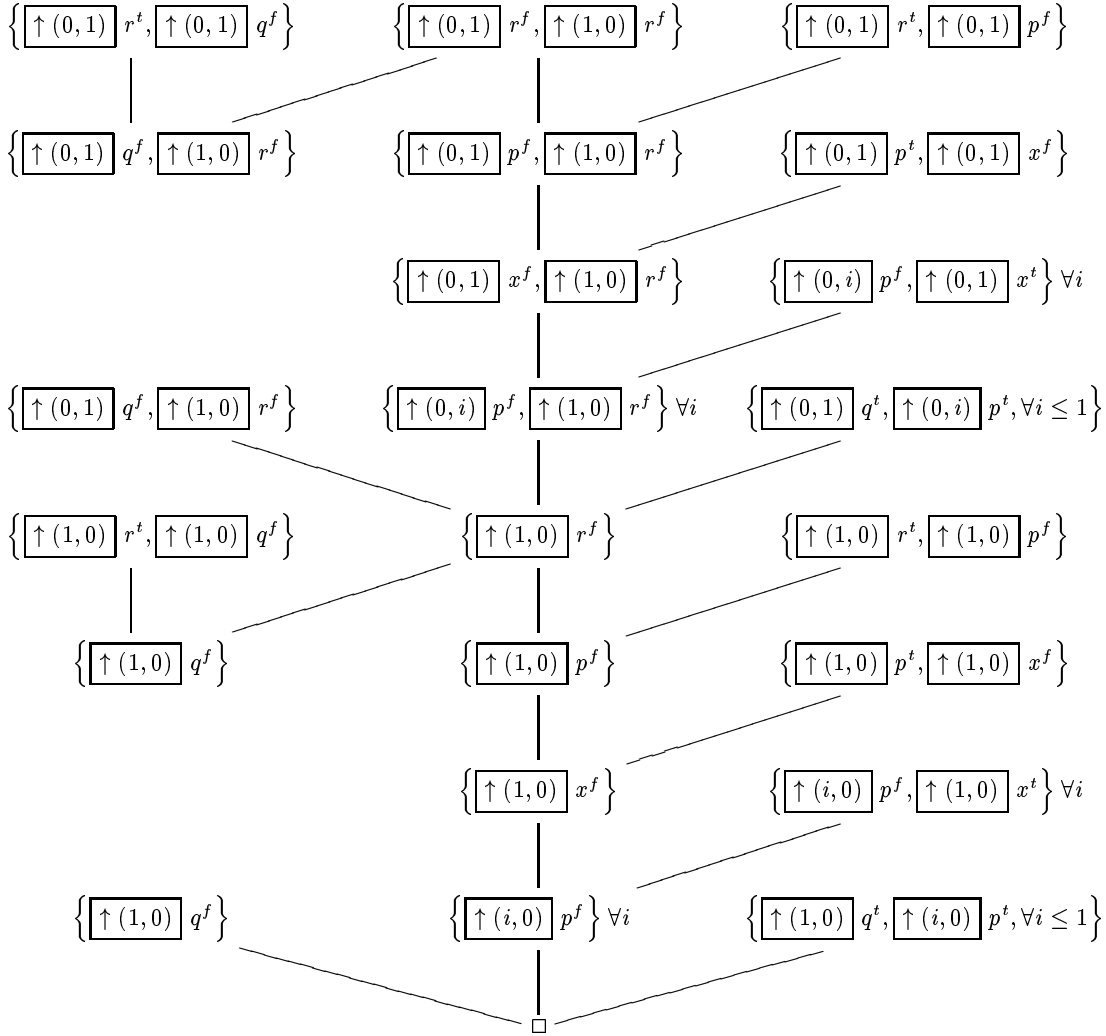 {↑(0,1) r^t, ↑(0,1) q^f} {↑(0,1) r^f, ↑(1,0) r^f} {↑(0,1) r^t, ↑(0,1) p^f}
{↑(0,1) q^f, ↑(1,0) r^f} {↑(0,1) p^f, ↑(1,0) r^f} {↑(0,1) p^t, ↑(0,1) x^f}
{↑(0,1) x^f, ↑(1,0) r^f} {↑(0,i) p^f, ↑(0,1) x^t} ∀i
{↑(0,1) q^f, ↑(1,0) r^f} {↑(0,i) p^f, ↑(1,0) r^f} ∀i {↑(0,1) q^t, ↑(0,i) p^t, ∀i ≤ 1}
{↑(1,0) r^t, ↑(1,0) q^f} {↑(1,0) r^f} {↑(1,0) r^t, ↑(1,0) p^f}
{↑(1,0) q^f} {↑(1,0) p^f} {↑(1,0) p^t, ↑(1,0) x^f}
{↑(1,0) x^f} {↑(i,0) p^f, ↑(1,0) x^t} ∀i
{↑(1,0) q^f} {↑(i,0) p^f} ∀i {↑(1,0) q^t, ↑(i,0) p^t, ∀i ≤ 1}
□